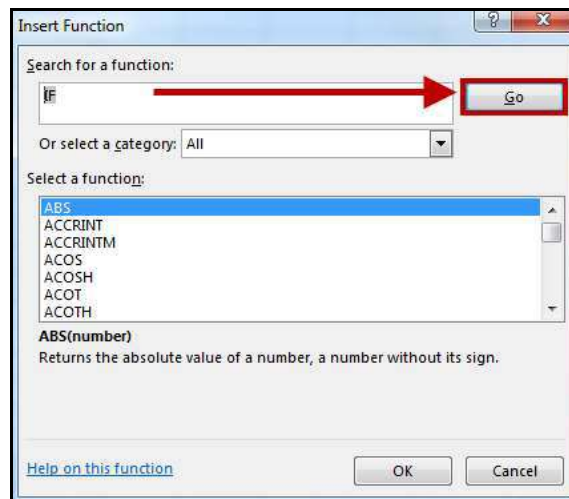 Insert Function
Search for a function:
IF
Go
Or select a category: All
Select a function:
ABS
ACCRINT
ACCRINTM
ACOS
ACOSH
ACOT
ACOTH
ABS(number)
Returns the absolute value of a number, a number without its sign.
Help on this function
OK
Cancel